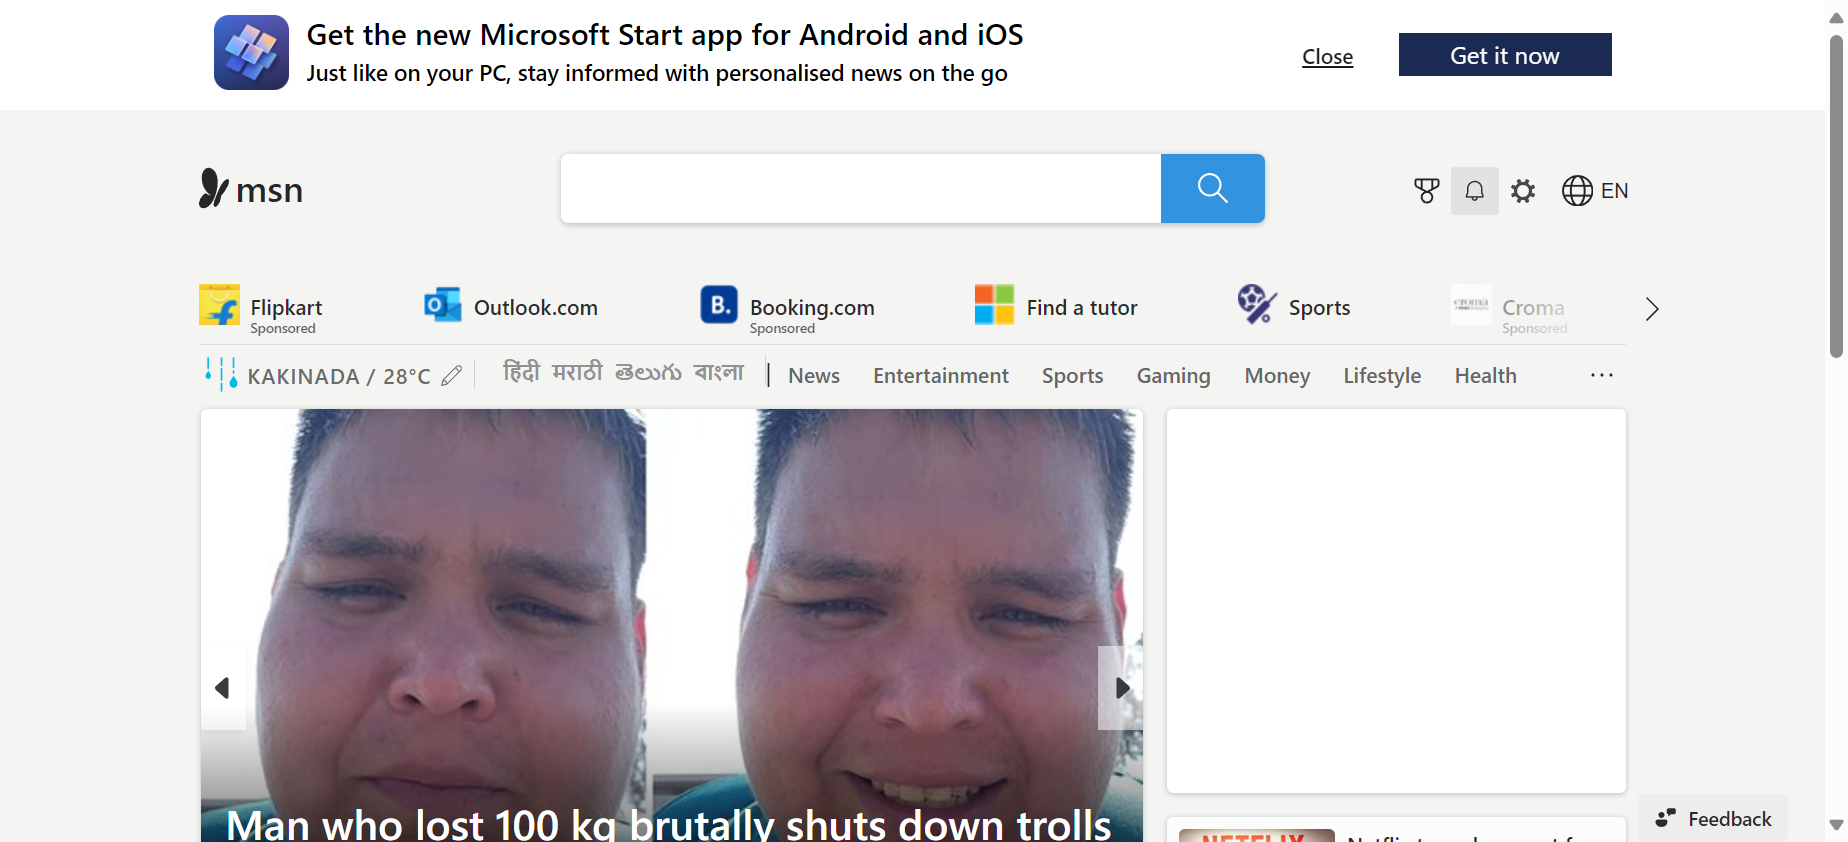 Get the new Microsoft Start app for Android and iOS
Just like on your PC, stay informed with personalised news on the go
Close
Get it now
msn
EN
Flipkart
Sponsored
Outlook.com
B.
Booking.com
Sponsored
Find a tutor
Sports
croma
Croma
Sponsored
KAKINADA / 28°C
हिंदी मराठी తెలుగు বাংলা
News Entertainment Sports Gaming Money Lifestyle Health ...
Man who lost 100 kg brutally shuts down trolls
NETFLIX
Feedback